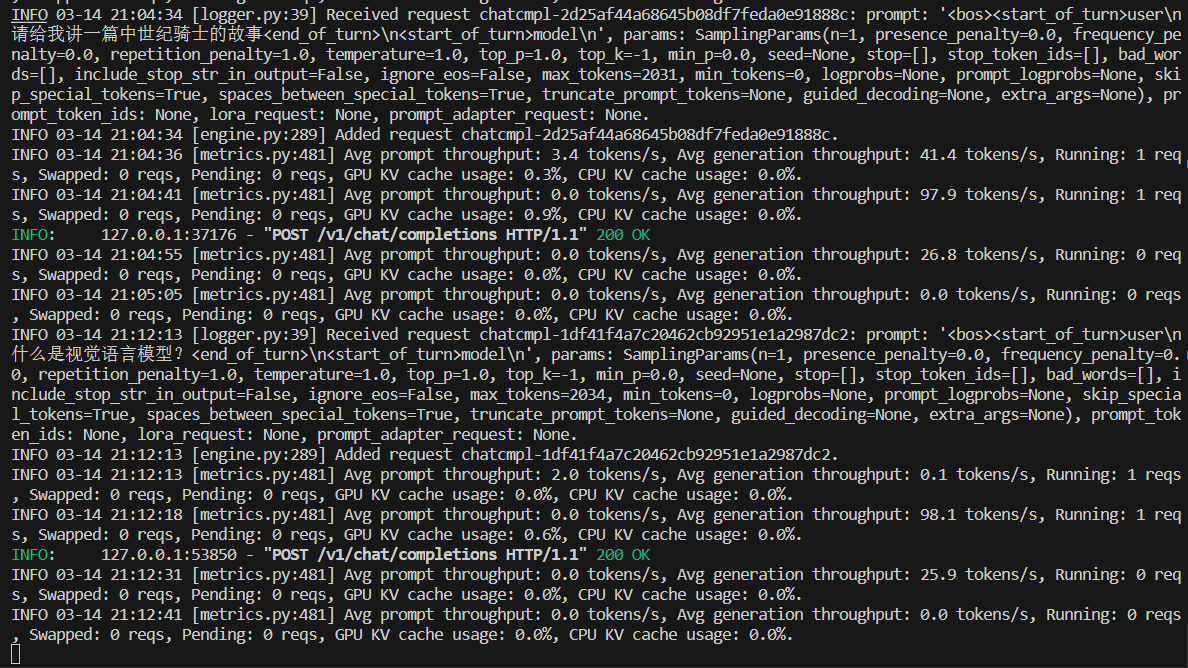 INFO 03-14 21:04:34 [logger.py:39] Received request chatcmpl-2d25af44a68645b08df7feda0e91888c: prompt: '<bos><start_of_turn>user\n
请给我讲一篇中世纪骑士的故事<end_of_turn>\n<start_of_turn>model\n', params: SamplingParams(n=1, presence_penalty=0.0, frequency_pe
nalty=0.0, repetition_penalty=1.0, temperature=1.0, top_p=1.0, top_k=-1, min_p=0.0, seed=None, stop=[], stop_token_ids=[], bad_wor
ds=[], include_stop_str_in_output=False, ignore_eos=False, max_tokens=2031, min_tokens=0, logprobs=None, prompt_logprobs=None, ski
p_special_tokens=True, spaces_between_special_tokens=True, truncate_prompt_tokens=None, guided_decoding=None, extra_args=None), pr
ompt_token_ids: None, lora_request: None, prompt_adapter_request: None.
INFO 03-14 21:04:34 [engine.py:289] Added request chatcmpl-2d25af44a68645b08df7feda0e91888c.
INFO 03-14 21:04:36 [metrics.py:481] Avg prompt throughput: 3.4 tokens/s, Avg generation throughput: 41.4 tokens/s, Running: 1 req
s, Swapped: 0 reqs, Pending: 0 reqs, GPU KV cache usage: 0.3%, CPU KV cache usage: 0.0%.
INFO 03-14 21:04:41 [metrics.py:481] Avg prompt throughput: 0.0 tokens/s, Avg generation throughput: 97.9 tokens/s, Running: 1 req
s, Swapped: 0 reqs, Pending: 0 reqs, GPU KV cache usage: 0.9%, CPU KV cache usage: 0.0%.
INFO:     127.0.0.1:37176 - "POST /v1/chat/completions HTTP/1.1" 200 OK
INFO 03-14 21:04:55 [metrics.py:481] Avg prompt throughput: 0.0 tokens/s, Avg generation throughput: 26.8 tokens/s, Running: 0 req
s, Swapped: 0 reqs, Pending: 0 reqs, GPU KV cache usage: 0.0%, CPU KV cache usage: 0.0%.
INFO 03-14 21:05:05 [metrics.py:481] Avg prompt throughput: 0.0 tokens/s, Avg generation throughput: 0.0 tokens/s, Running: 0 reqs
, Swapped: 0 reqs, Pending: 0 reqs, GPU KV cache usage: 0.0%, CPU KV cache usage: 0.0%.
INFO 03-14 21:12:13 [logger.py:39] Received request chatcmpl-1df41f4a7c20462cb92951e1a2987dc2: prompt: '<bos><start_of_turn>user\n
什么是视觉语言模型？<end_of_turn>\n<start_of_turn>model\n', params: SamplingParams(n=1, presence_penalty=0.0, frequency_penalty=0.
0, repetition_penalty=1.0, temperature=1.0, top_p=1.0, top_k=-1, min_p=0.0, seed=None, stop=[], stop_token_ids=[], bad_words=[], i
nclude_stop_str_in_output=False, ignore_eos=False, max_tokens=2034, min_tokens=0, logprobs=None, prompt_logprobs=None, skip_specia
l_tokens=True, spaces_between_special_tokens=True, truncate_prompt_tokens=None, guided_decoding=None, extra_args=None), prompt_tok
en_ids: None, lora_request: None, prompt_adapter_request: None.
INFO 03-14 21:12:13 [engine.py:289] Added request chatcmpl-1df41f4a7c20462cb92951e1a2987dc2.
INFO 03-14 21:12:13 [metrics.py:481] Avg prompt throughput: 2.0 tokens/s, Avg generation throughput: 0.1 tokens/s, Running: 1 reqs
, Swapped: 0 reqs, Pending: 0 reqs, GPU KV cache usage: 0.0%, CPU KV cache usage: 0.0%.
INFO 03-14 21:12:18 [metrics.py:481] Avg prompt throughput: 0.0 tokens/s, Avg generation throughput: 98.1 tokens/s, Running: 1 req
s, Swapped: 0 reqs, Pending: 0 reqs, GPU KV cache usage: 0.6%, CPU KV cache usage: 0.0%.
INFO:     127.0.0.1:53850 - "POST /v1/chat/completions HTTP/1.1" 200 OK
INFO 03-14 21:12:31 [metrics.py:481] Avg prompt throughput: 0.0 tokens/s, Avg generation throughput: 25.9 tokens/s, Running: 0 req
s, Swapped: 0 reqs, Pending: 0 reqs, GPU KV cache usage: 0.0%, CPU KV cache usage: 0.0%.
INFO 03-14 21:12:41 [metrics.py:481] Avg prompt throughput: 0.0 tokens/s, Avg generation throughput: 0.0 tokens/s, Running: 0 reqs
, Swapped: 0 reqs, Pending: 0 reqs, GPU KV cache usage: 0.0%, CPU KV cache usage: 0.0%.